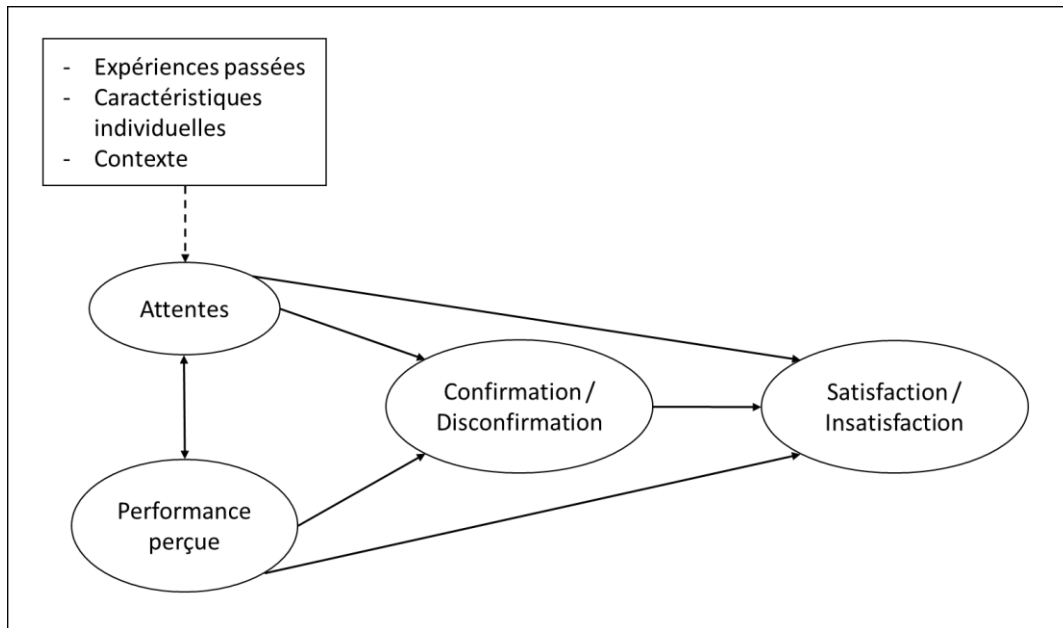 - Expériences passées
- Caractéristiques
individuelles
- Contexte
Attentes
Confirmation /
Disconfirmation
Satisfaction /
Insatisfaction
Performance
perçue